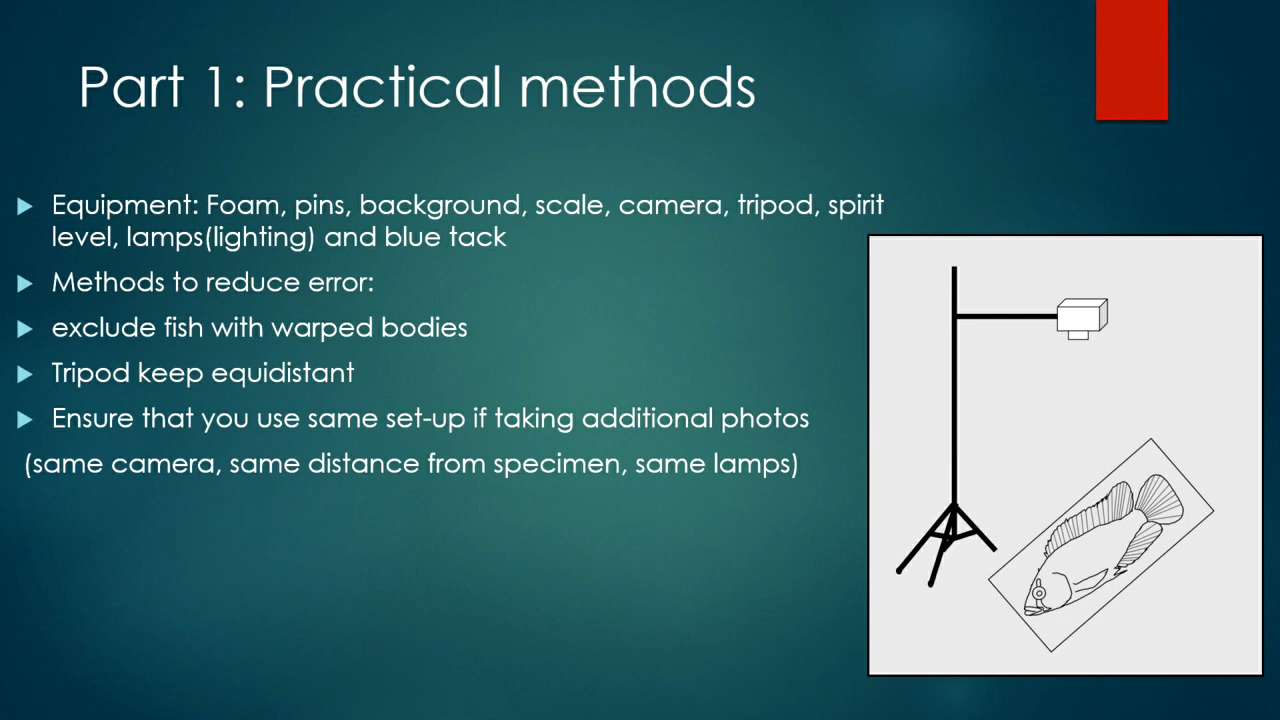 Part 1: Practical methods
Equipment: Foam, pins, background, scale, camera, tripod, spirit
level, lamps(lighting) and blue tack
Methods to reduce error:
exclude fish with warped bodies
Tripod keep equidistant
Ensure that you use same set-up if taking additional photos
(same camera, same distance from specimen, same lamps)